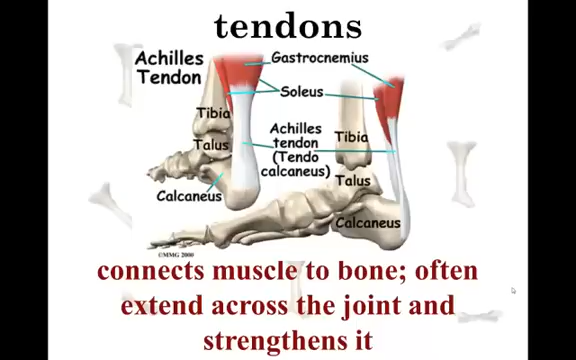 tendons
Achilles
Tendon
Gastrocnemius
Soleus
Tibia
Talus
Calcaneus
Achilles
tendon
(Tendo
calcaneus)
Tibia
Talus
Calcaneus
©MMG 2000
connects muscle to bone; often
extend across the joint and
strengthens it